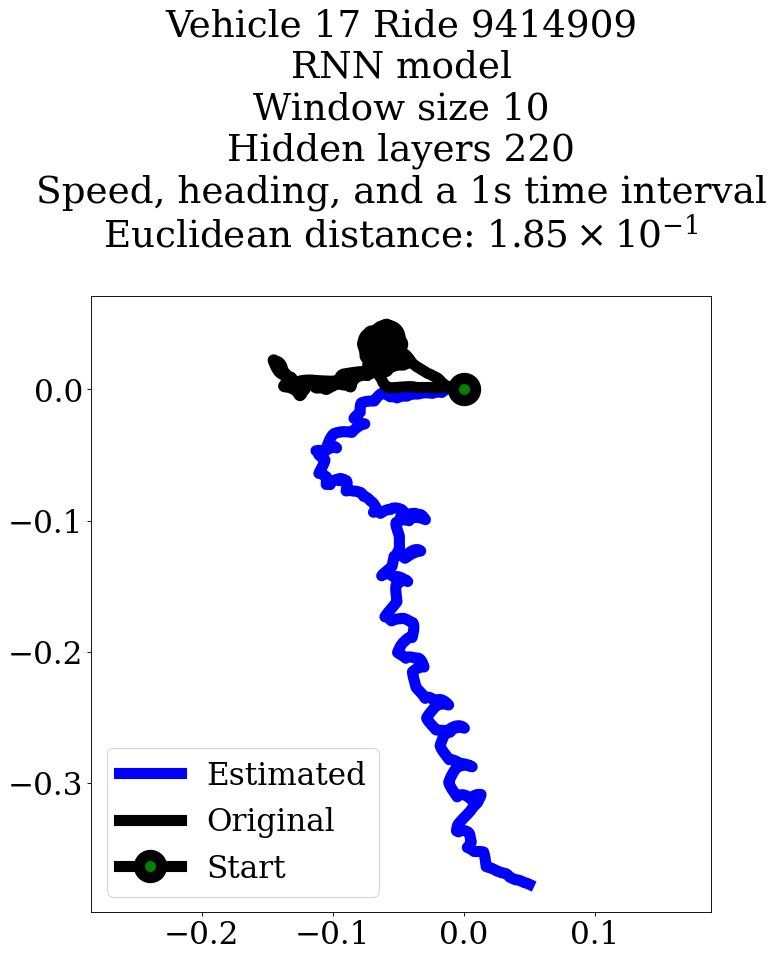 Vehicle 17 Ride 9414909
RNN model
Window size 10
Hidden layers 220
Speed, heading, and a 1s time interval
Euclidean distance: 1.85 × 10⁻¹
0.0
−0.1
−0.2
−0.3
Estimated
Original
Start
−0.2 −0.1 0.0 0.1